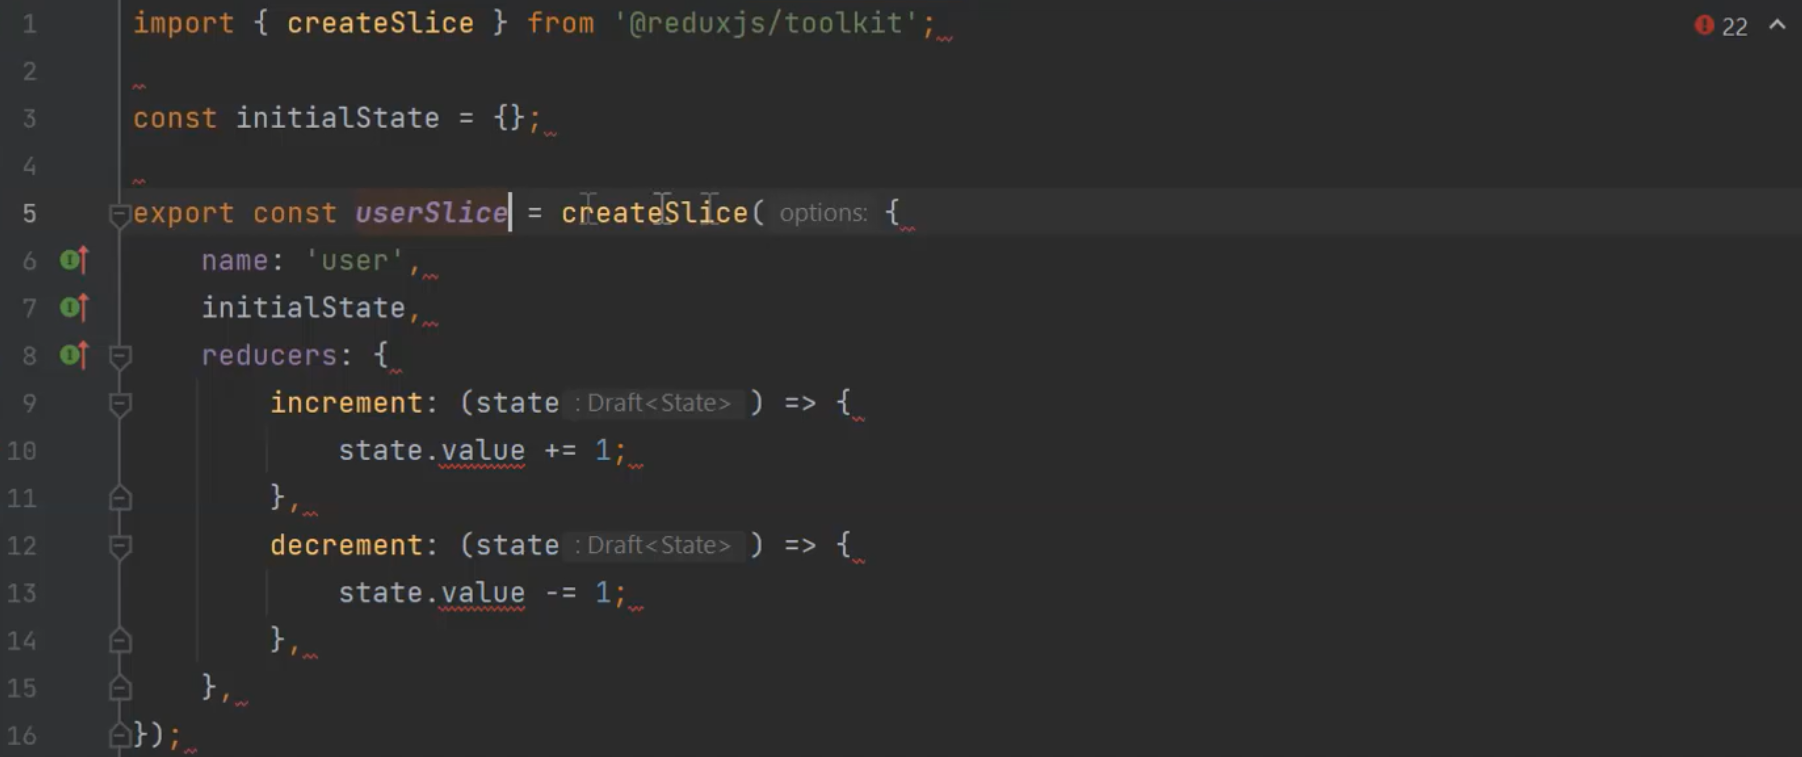 1 import { createSlice } from '@reduxjs/toolkit';
22
2
3 const initialState = {};
4
5 export const userSlice = createSlice( options: {
6 name: 'user',
7 initialState,
8 reducers: {
9 increment: (state : Draft<State> ) => {
10 state.value += 1;
11 },
12 decrement: (state : Draft<State> ) => {
13 state.value -= 1;
14 },
15 },
16 });